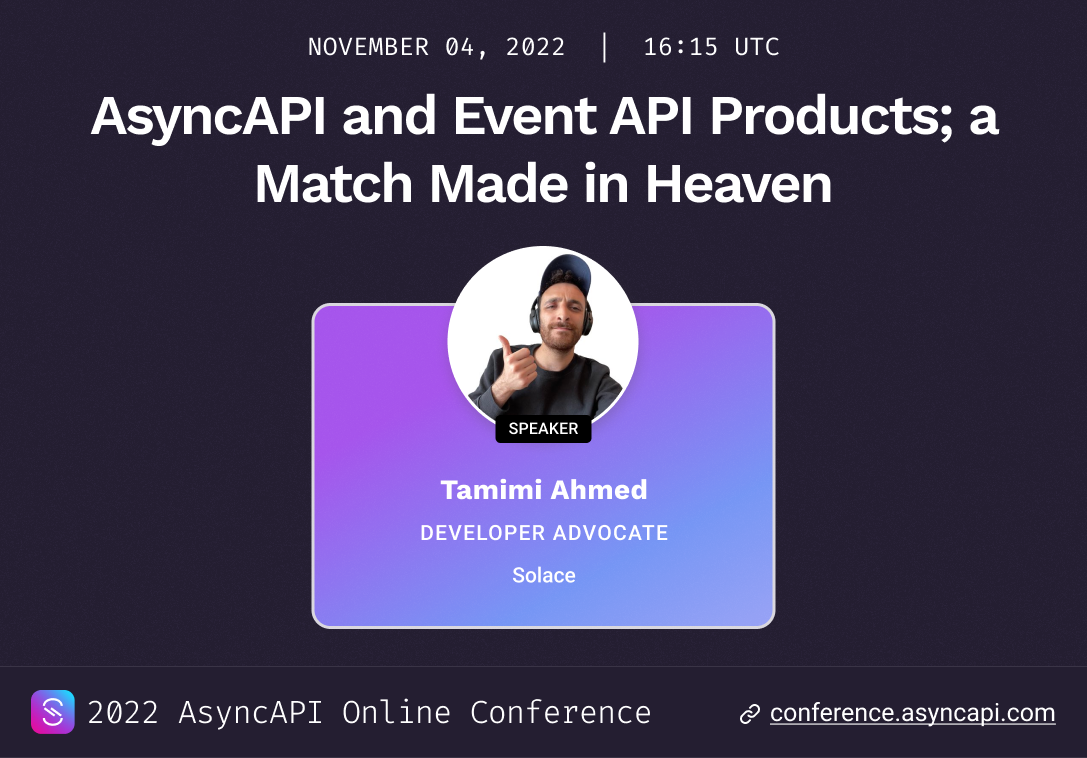 NOVEMBER 04, 2022 | 16:15 UTC
AsyncAPI and Event API Products; a
Match Made in Heaven
SPEAKER
Tamimi Ahmed
DEVELOPER ADVOCATE
Solace
2022 AsyncAPI Online Conference
conference.asyncapi.com